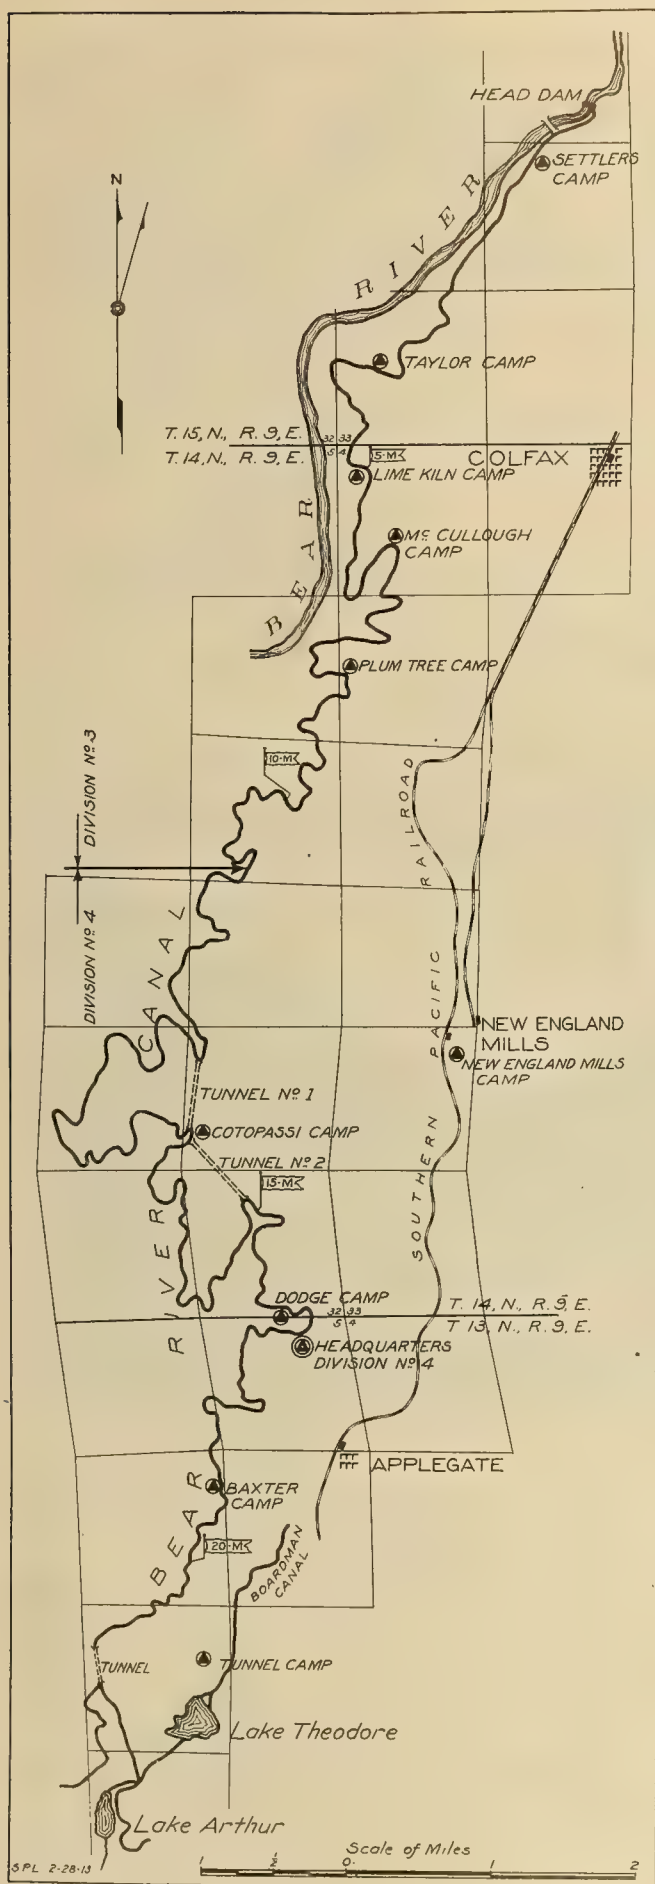 HEAD DAM
SETTLERS
CAMP
N
BEAR RIVER
TAYLOR CAMP
T. 15, N., R. 9, E.
32 33
T. 14, N., R. 9, E.
5 4
5-M
COLFAX
LIME KILN CAMP
Mc CULLOUGH
CAMP
PLUM TREE CAMP
10-M
DIVISION Nº 3
DIVISION Nº 4
SOUTHERN PACIFIC RAILROAD
BEAR RIVER CANAL
NEW ENGLAND
MILLS
NEW ENGLAND MILLS
CAMP
TUNNEL Nº 1
COTOPASSI CAMP
TUNNEL Nº 2
15-M
DODGE CAMP
32 33
T. 14, N., R. 9, E.
5 4
T. 13, N., R. 9, E.
HEADQUARTERS
DIVISION Nº 4
APPLEGATE
BAXTER
CAMP
20-M
BOARDMAN
CANAL
TUNNEL
TUNNEL CAMP
Lake Theodore
Lake Arthur
SPL 2-28-13
Scale of Miles
1 ½ 0 1 2